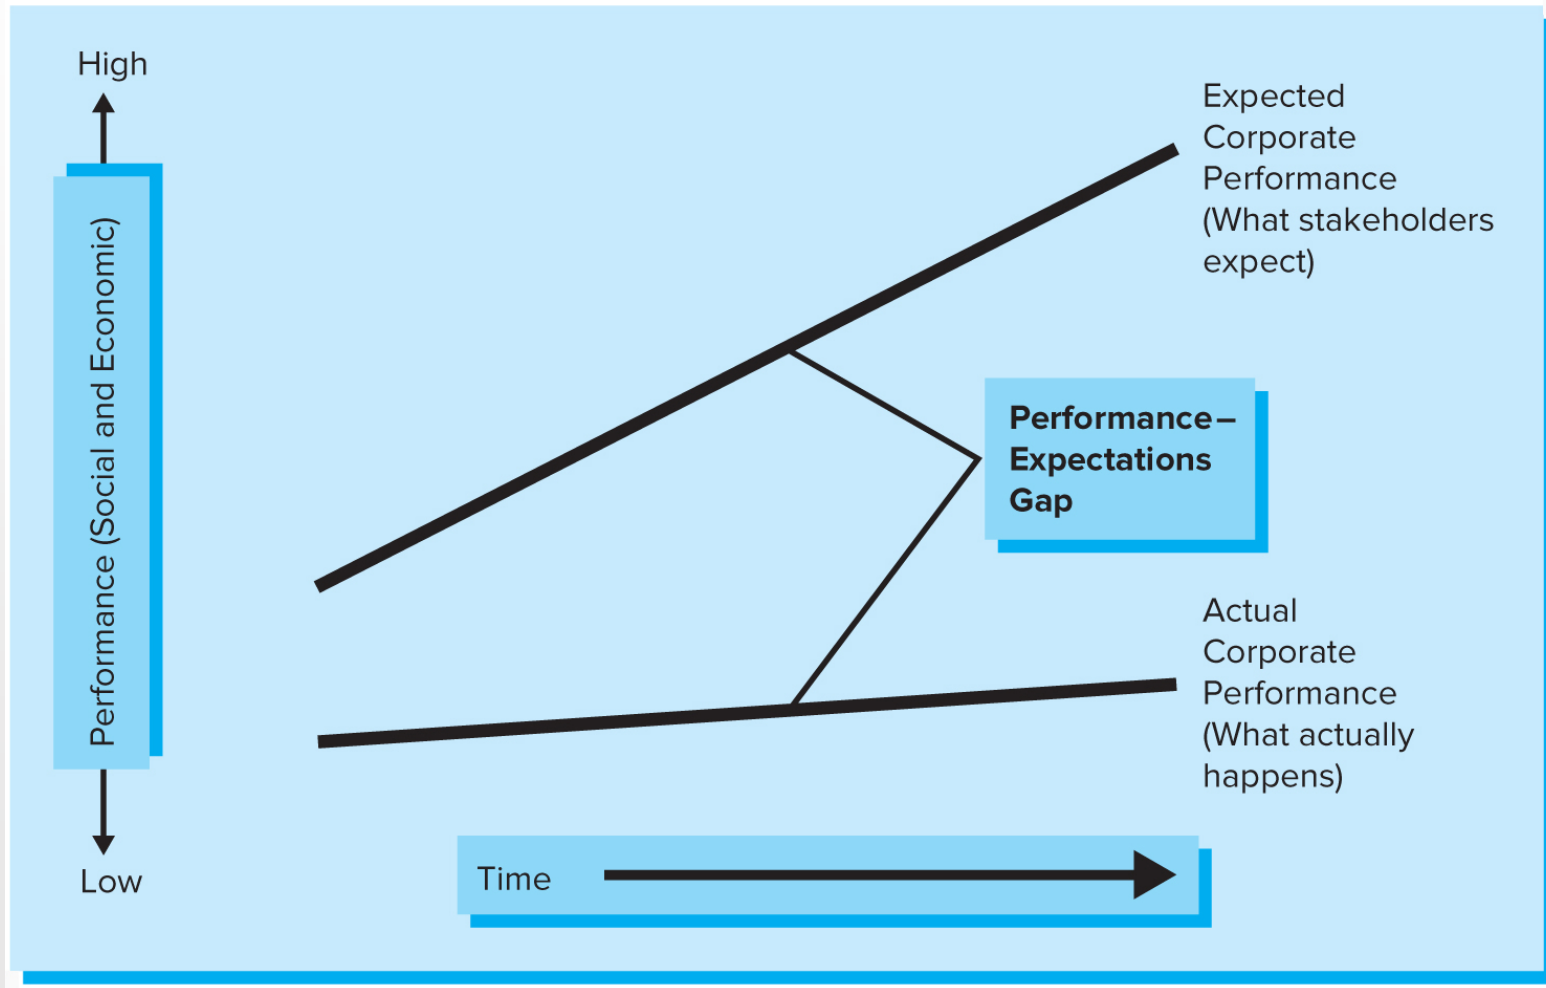 High
Performance (Social and Economic)
Low
Expected
Corporate
Performance
(What stakeholders
expect)
Performance–
Expectations
Gap
Actual
Corporate
Performance
(What actually
happens)
Time